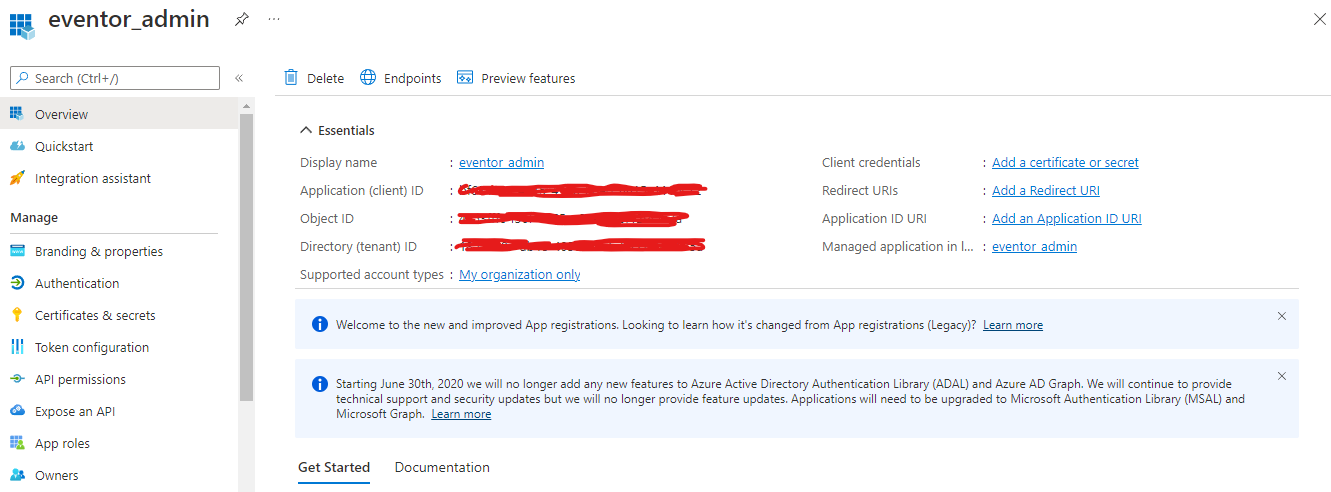 eventor_admin
Search (Ctrl+/)
«
Delete
Endpoints
Preview features
Overview
Quickstart
Integration assistant
Manage
Branding & properties
Authentication
Certificates & secrets
Token configuration
API permissions
Expose an API
App roles
Owners
Essentials
Display name : eventor_admin
Application (client) ID :
Object ID :
Directory (tenant) ID :
Supported account types : My organization only
Client credentials : Add a certificate or secret
Redirect URIs : Add a Redirect URI
Application ID URI : Add an Application ID URI
Managed application in l... : eventor_admin
Welcome to the new and improved App registrations. Looking to learn how it's changed from App registrations (Legacy)? Learn more
Starting June 30th, 2020 we will no longer add any new features to Azure Active Directory Authentication Library (ADAL) and Azure AD Graph. We will continue to provide
technical support and security updates but we will no longer provide feature updates. Applications will need to be upgraded to Microsoft Authentication Library (MSAL) and
Microsoft Graph. Learn more
Get Started
Documentation